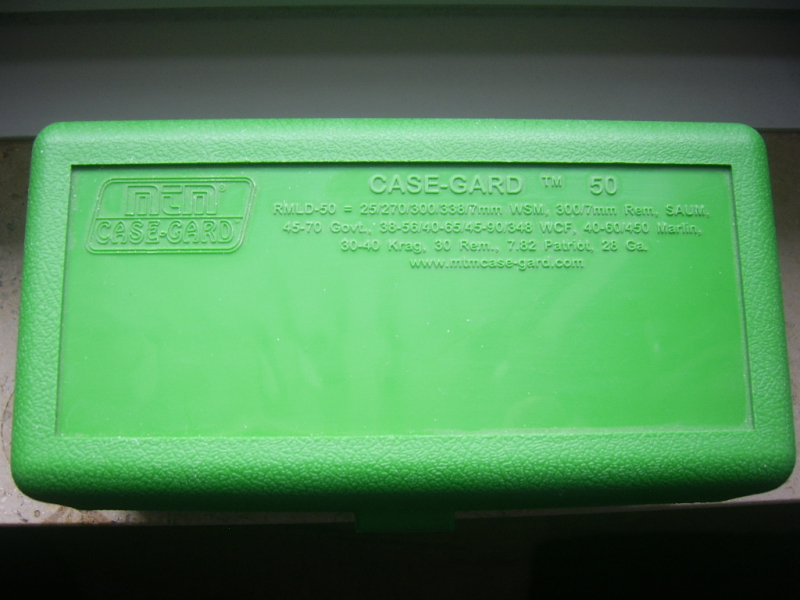 MTM®
CASE-GARD™
CASE-GARD ™ 50
RMLD-50 = 25/270/300/338/7mm WSM, 300/7mm Rem, SAUM,
45-70 Govt., 38-56/40-65/45-90/348 WCF, 40-60/450 Marlin,
30-40 Krag, 30 Rem., 7.82 Patriot, 28 Ga.
www.mtmcase-gard.com